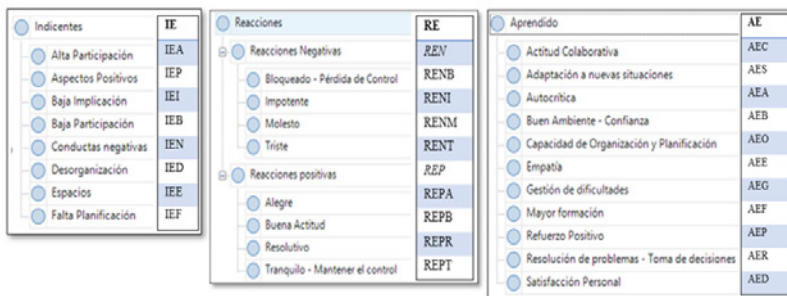 Indicentes IE
Alta Participación IEA
Aspectos Positivos IEP
Baja Implicación IEI
Baja Participación IEB
Conductas negativas IEN
Desorganización IED
Espacios IEE
Falta Planificación IEF
Reacciones RE
Reacciones Negativas REN
Bloqueado - Pérdida de Control RENB
Impotente RENI
Molesto RENM
Triste RENT
Reacciones positivas REP
Alegre REPA
Buena Actitud REPB
Resolutivo REPR
Tranquilo - Mantener el control REPT
Aprendido AE
Actitud Colaborativa AEC
Adaptación a nuevas situaciones AES
Autocrítica AEA
Buen Ambiente - Confianza AEB
Capacidad de Organización y Planificación AEO
Empatía AEE
Gestión de dificultades AEG
Mayor formación AEF
Refuerzo Positivo AEP
Resolución de problemas - Toma de decisiones AER
Satisfacción Personal AED